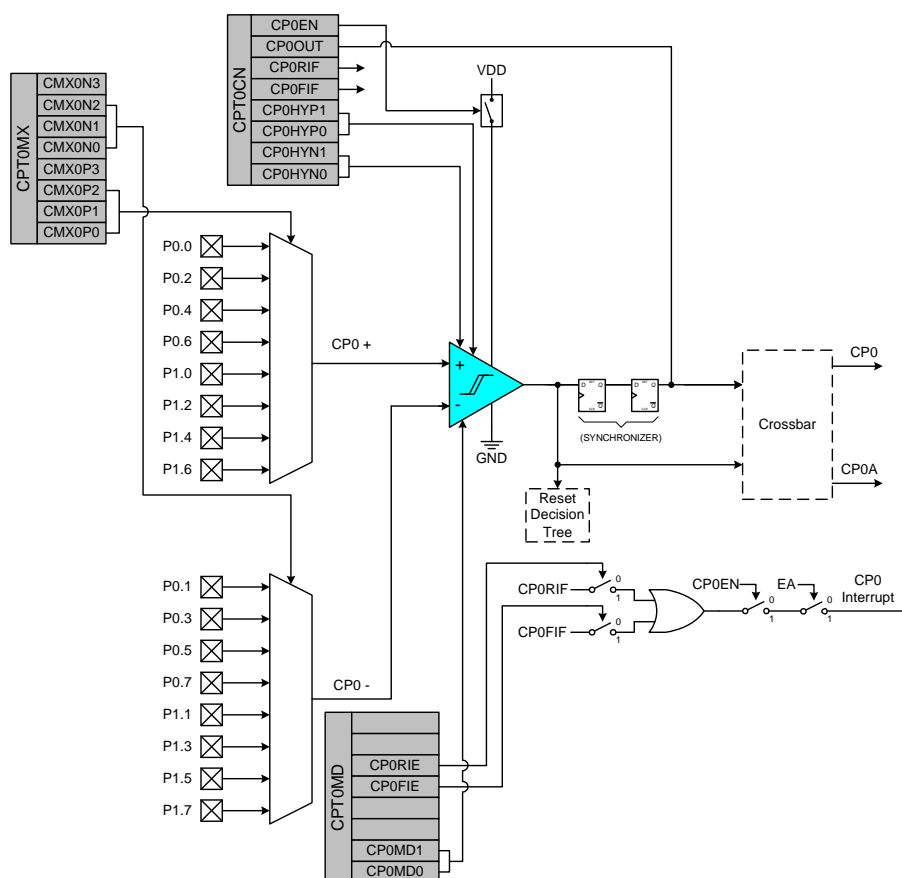 CPT0CN
CP0EN
CP0OUT
CP0RIF
CP0FIF
CP0HYP1
CP0HYP0
CP0HYN1
CP0HYN0
VDD
CPT0MX
CMX0N3
CMX0N2
CMX0N1
CMX0N0
CMX0P3
CMX0P2
CMX0P1
CMX0P0
P0.0
P0.2
P0.4
P0.6
P1.0
P1.2
P1.4
P1.6
CP0 +
+
-
GND
D
Q
Q
D
Q
Q
(SYNCHRONIZER)
Reset
Decision
Tree
Crossbar
CP0
CP0A
P0.1
P0.3
P0.5
P0.7
P1.1
P1.3
P1.5
P1.7
CP0 -
CP0RIF
0
1
CP0FIF
0
1
CP0EN
0
1
EA
0
1
CP0
Interrupt
CPT0MD
CP0RIE
CP0FIE
CP0MD1
CP0MD0